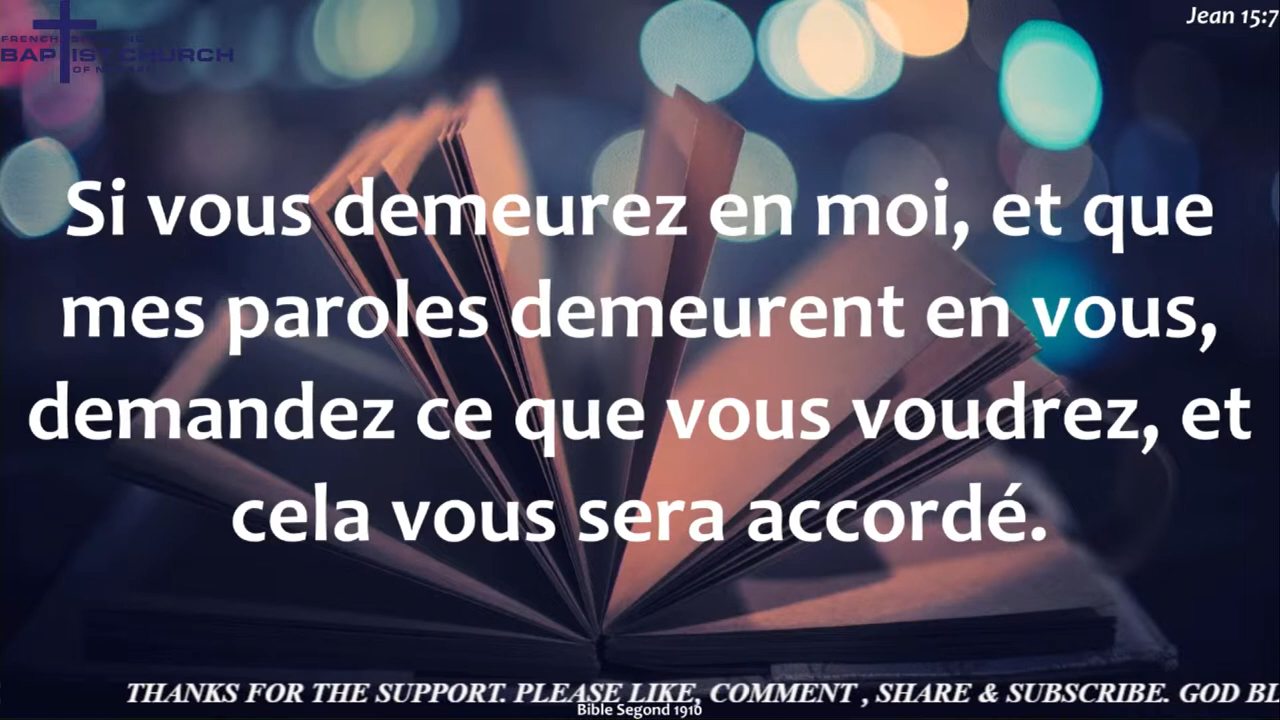 Jean 15:7
FRENCH
BAPTIST CHURCH
OF N
Si vous demeurez en moi, et que
mes paroles demeurent en vous,
demandez ce que vous voudrez, et
cela vous sera accordé.
THANKS FOR THE SUPPORT. PLEASE LIKE, COMMENT , SHARE & SUBSCRIBE. GOD BL
Bible Segond 1910